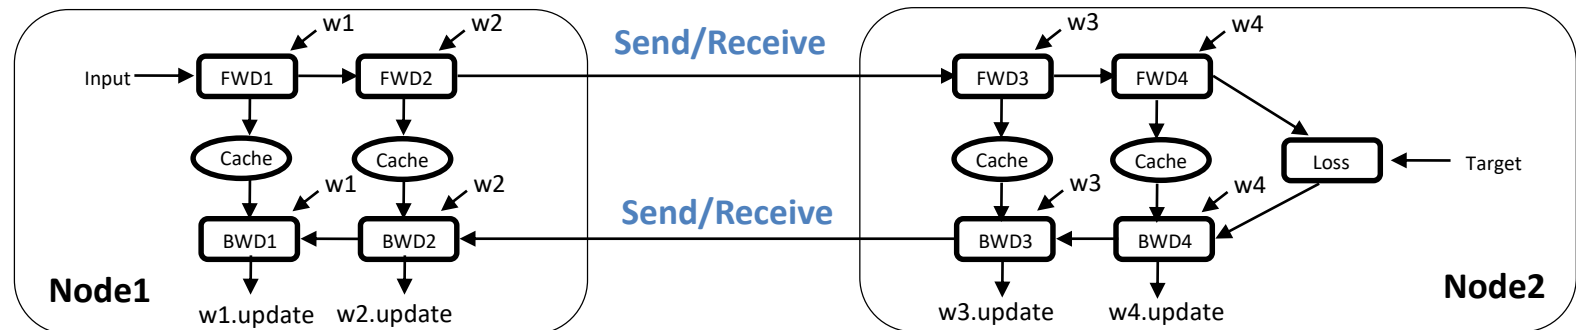 w1 w2 Send/Receive w3 w4
Input FWD1 FWD2 FWD3 FWD4
Cache Cache Cache Cache Loss Target
w1 w2 Send/Receive w3 w4
BWD1 BWD2 BWD3 BWD4
Node1 Node2
w1.update w2.update w3.update w4.update